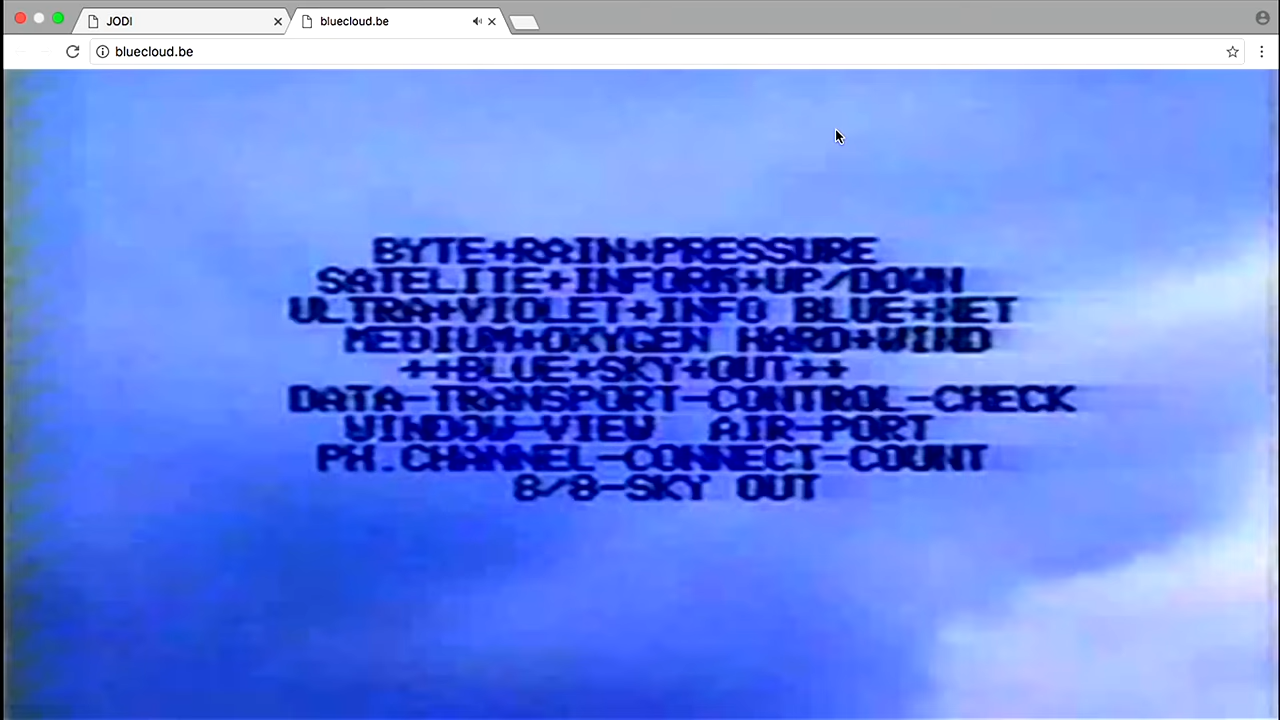 JODI
bluecloud.be
bluecloud.be
BYTE+RAIN+PRESSURE
SATELITE+INFORM+UP/DOWN
ULTRA+VIOLET+INFO BLUE+NET
MEDIUM+OXYGEN HARD+WIND
++BLUE+SKY+OUT++
DATA-TRANSPORT-CONTROL-CHECK
WINDOW-VIEW AIR-PORT
PH.CHANNEL-CONNECT-COUNT
8/8-SKY OUT